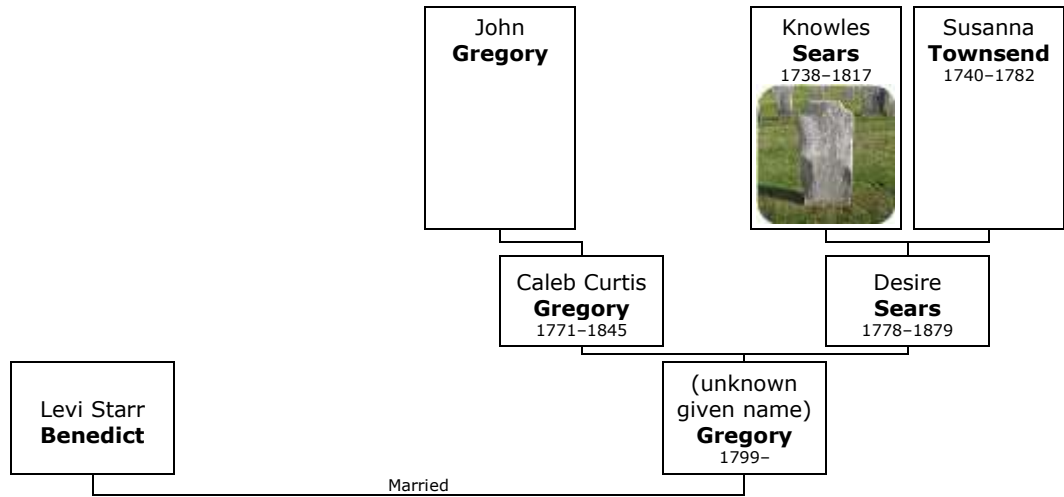 John
Gregory
Knowles
Sears
1738–1817
Susanna
Townsend
1740–1782
Caleb Curtis
Gregory
1771–1845
Desire
Sears
1778–1879
Levi Starr
Benedict
(unknown
given name)
Gregory
1799–
Married